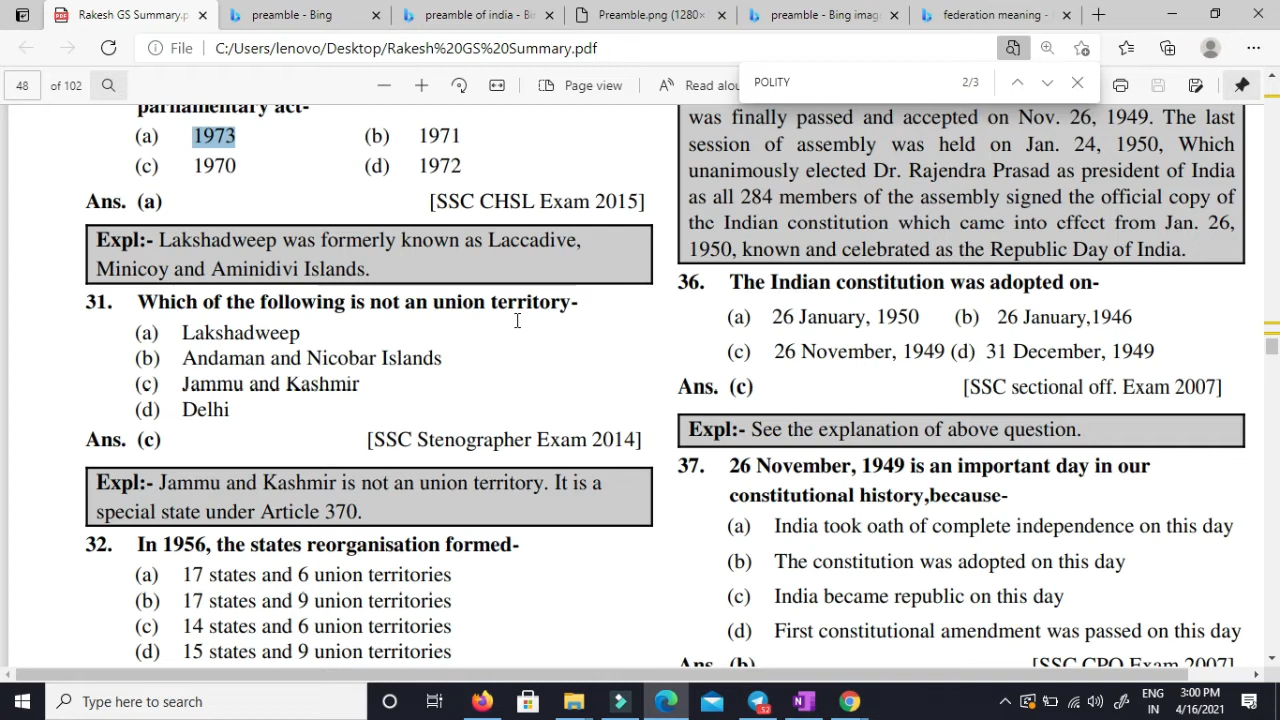 Rakesh GS Summary.p
preamble - Bing
preamble of india - Bi
Preamble.png (1280×
preamble - Bing imag
federation meaning -
File
C:/Users/lenovo/Desktop/Rakesh%20GS%20Summary.pdf
48 of 102
Page view
Read alou
POLITY 2/3
parliamentary act-
(a) 1973 (b) 1971
(c) 1970 (d) 1972
Ans. (a) [SSC CHSL Exam 2015]
Expl:- Lakshadweep was formerly known as Laccadive,
Minicoy and Aminidivi Islands.
31. Which of the following is not an union territory-
(a) Lakshadweep
(b) Andaman and Nicobar Islands
(c) Jammu and Kashmir
(d) Delhi
Ans. (c) [SSC Stenographer Exam 2014]
Expl:- Jammu and Kashmir is not an union territory. It is a
special state under Article 370.
32. In 1956, the states reorganisation formed-
(a) 17 states and 6 union territories
(b) 17 states and 9 union territories
(c) 14 states and 6 union territories
(d) 15 states and 9 union territories
was finally passed and accepted on Nov. 26, 1949. The last
session of assembly was held on Jan. 24, 1950, Which
unanimously elected Dr. Rajendra Prasad as president of India
as all 284 members of the assembly signed the official copy of
the Indian constitution which came into effect from Jan. 26,
1950, known and celebrated as the Republic Day of India.
36. The Indian constitution was adopted on-
(a) 26 January, 1950 (b) 26 January,1946
(c) 26 November, 1949 (d) 31 December, 1949
Ans. (c) [SSC sectional off. Exam 2007]
Expl:- See the explanation of above question.
37. 26 November, 1949 is an important day in our
constitutional history,because-
(a) India took oath of complete independence on this day
(b) The constitution was adopted on this day
(c) India became republic on this day
(d) First constitutional amendment was passed on this day
Ans. (b) [SSC CPO Exam 2007]
Type here to search
52
ENG
IN
3:00 PM
4/16/2021